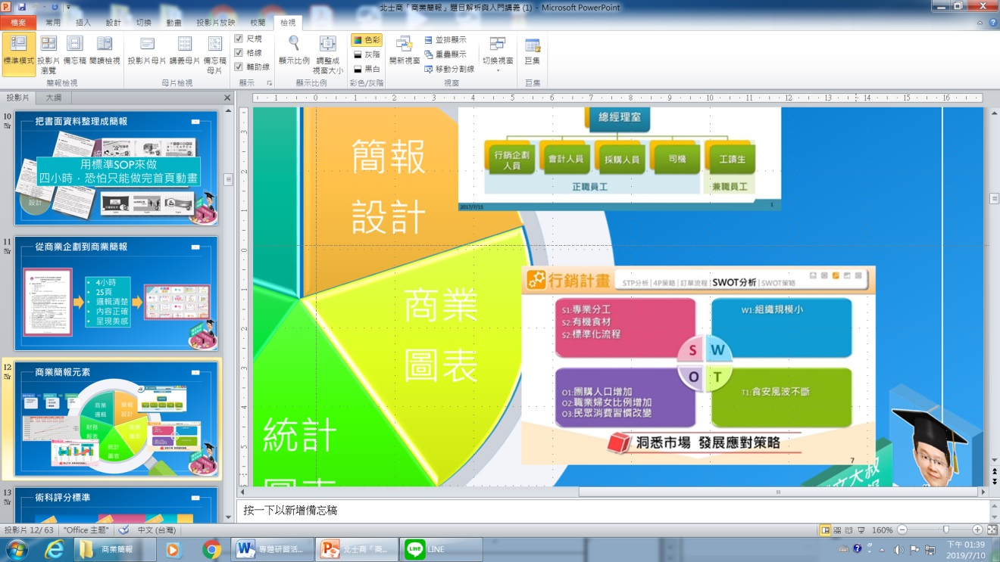 北士商「商業簡報」題目解析與入門講義 (1) - Microsoft PowerPoint
檔案 常用 插入 設計 切換 動畫 投影片放映 校閱 檢視
標準模式 投影片瀏覽 備忘稿 閱讀檢視
簡報檢視
投影片母片 講義母片 備忘稿母片
母片檢視
尺規
格線
輔助線
顯示
顯示比例 調整成視窗大小
顯示比例
色彩
灰階
黑白
彩色/灰階
開新視窗
並排顯示
重疊顯示
移動分割線
切換視窗
視窗
巨集
巨集
投影片 大綱
10
把書面資料整理成簡報
用標準SOP來做
四小時，恐怕只能做完首頁動畫
設計
11
從商業企劃到商業簡報
4小時
25頁
邏輯清楚
內容正確
呈現美感
12
商業簡報元素
商業
邏輯
簡報
設計
財務
報表
統計
圖表
13
術科評分標準
簡報
設計
商業
圖表
統計
圖表
總經理室
行銷企劃
人員
會計人員
採購人員
司機
工讀生
正職員工
兼職員工
2017/7/15
1
行銷計畫
STP分析 | 4P策略 | 訂單流程 | SWOT分析 | SWOT策略
S1:專業分工
S2:有機食材
S2:標準化流程
W1:組織規模小
S W
O T
O1:團購人口增加
O2:職業婦女比例增加
O3:民眾消費習慣改變
T1:食安風波不斷
洞悉市場 發展應對策略
7
文大叔
按一下以新增備忘稿
投影片 12/ 63 "Office 主題" 中文 (台灣)
160%
商業簡報
專題研習活...
北士商「商...
LINE
下午 01:39
2019/7/10